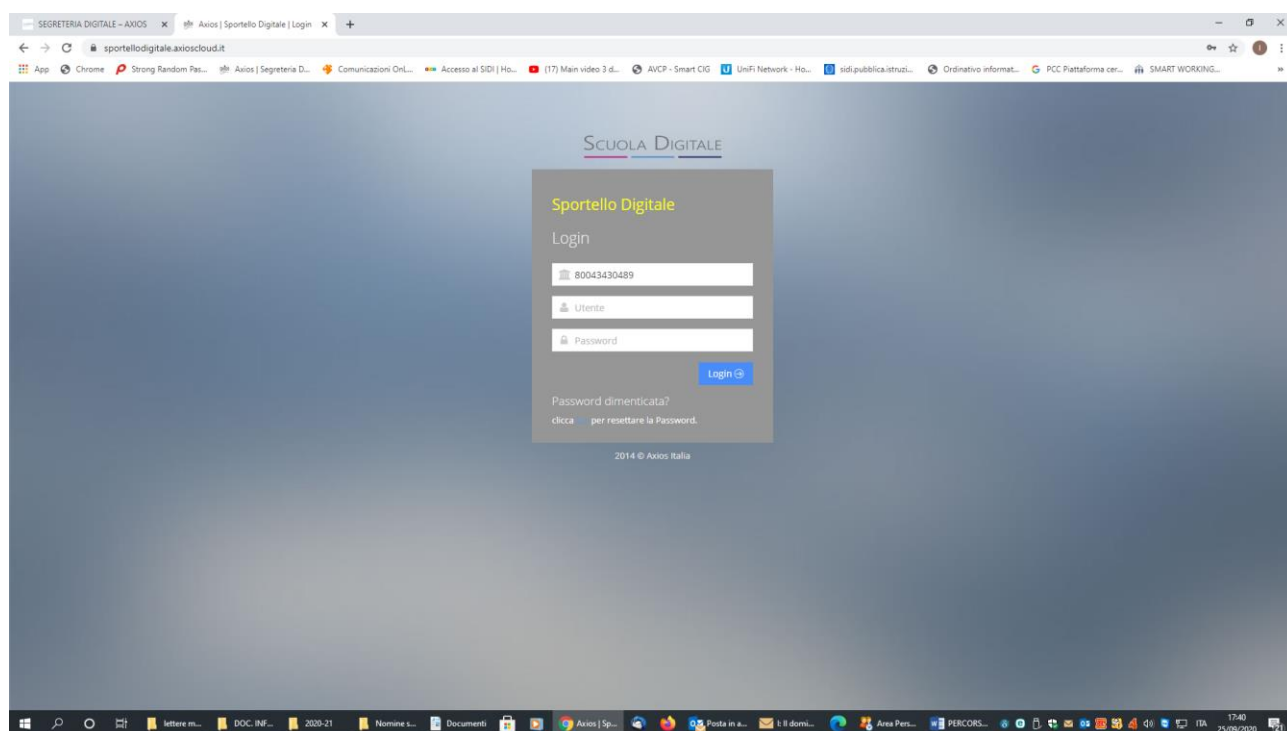 SEGRETERIA DIGITALE – AXIOS
Axios | Sportello Digitale | Login
sportellodigitale.axioscloud.it
App
Chrome
Strong Random Pas...
Axios | Segreteria D...
Comunicazioni OnL...
Accesso al SIDI | Ho...
(17) Main video 3 d...
AVCP - Smart CIG
UniFi Network - Ho...
sidi.pubblica.istruzi...
Ordinativo informat...
PCC Piattaforma cer...
SMART WORKING...
SCUOLA DIGITALE
Sportello Digitale
Login
80043430489
Utente
Password
Login
Password dimenticata?
clicca per resettare la Password.
2014 © Axios Italia
lettere m...
DOC. INF...
2020-21
Nomine s...
Documenti
Axios | Sp...
Posta in a...
I: Il domi...
Area Pers...
PERCORS...
ITA
17:40
25/09/2020